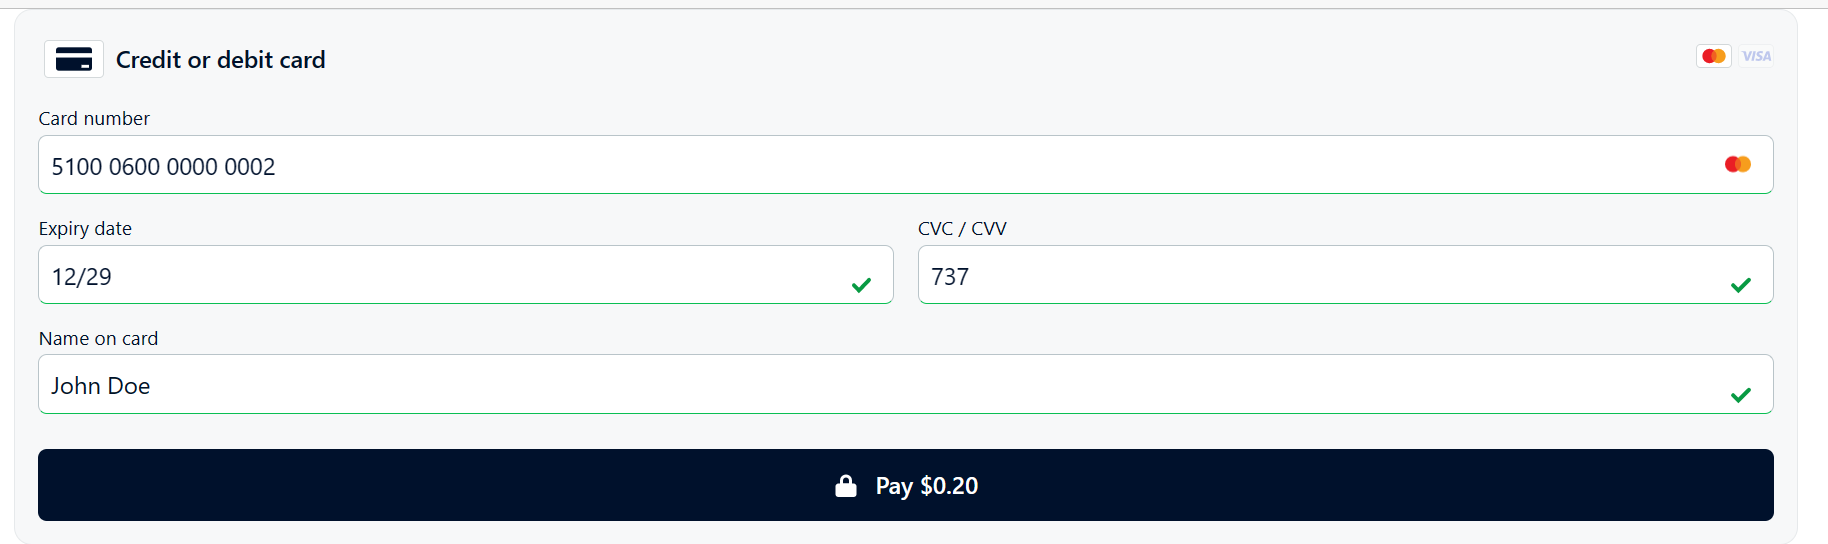 Credit or debit card
VISA
Card number
5100 0600 0000 0002
Expiry date
CVC / CVV
12/29
737
Name on card
John Doe
Pay $0.20